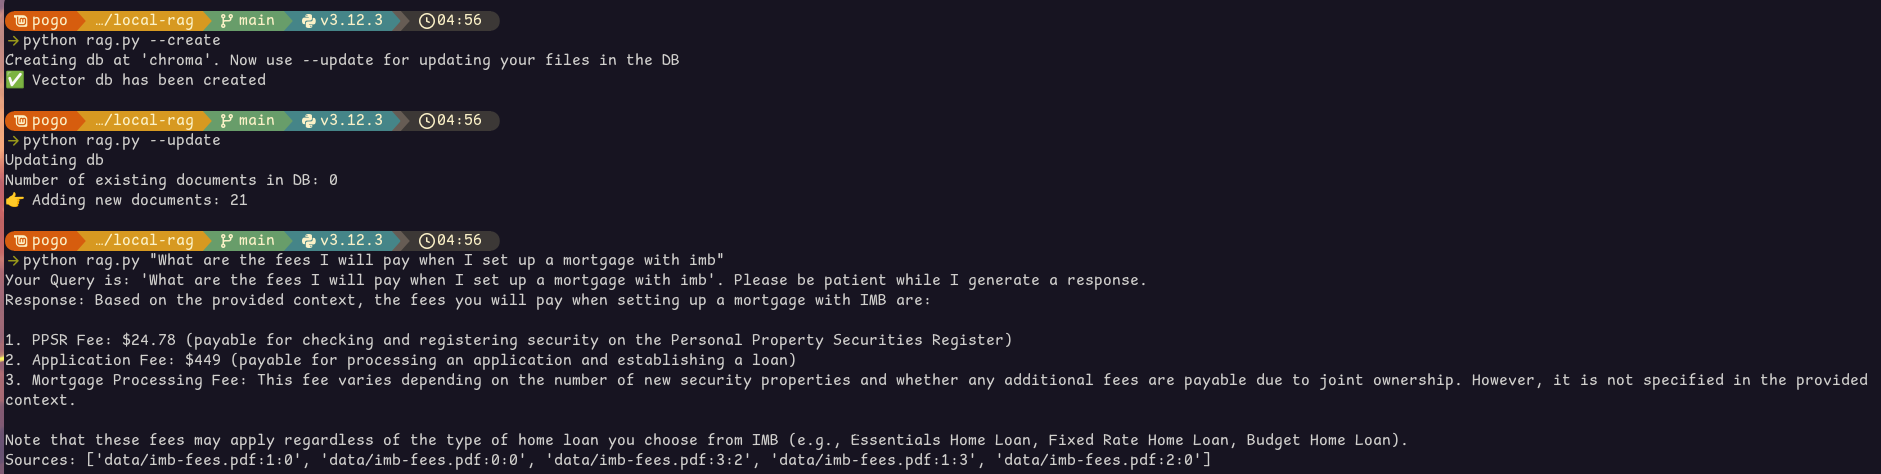 pogo …/local-rag main v3.12.3 04:56
→python rag.py --create
Creating db at 'chroma'. Now use --update for updating your files in the DB
✅ Vector db has been created
pogo …/local-rag main v3.12.3 04:56
→python rag.py --update
Updating db
Number of existing documents in DB: 0
👉 Adding new documents: 21
pogo …/local-rag main v3.12.3 04:56
→python rag.py "What are the fees I will pay when I set up a mortgage with imb"
Your Query is: 'What are the fees I will pay when I set up a mortgage with imb'. Please be patient while I generate a response.
Response: Based on the provided context, the fees you will pay when setting up a mortgage with IMB are:
1. PPSR Fee: $24.78 (payable for checking and registering security on the Personal Property Securities Register)
2. Application Fee: $449 (payable for processing an application and establishing a loan)
3. Mortgage Processing Fee: This fee varies depending on the number of new security properties and whether any additional fees are payable due to joint ownership. However, it is not specified in the provided
context.
Note that these fees may apply regardless of the type of home loan you choose from IMB (e.g., Essentials Home Loan, Fixed Rate Home Loan, Budget Home Loan).
Sources: ['data/imb-fees.pdf:1:0', 'data/imb-fees.pdf:0:0', 'data/imb-fees.pdf:3:2', 'data/imb-fees.pdf:1:3', 'data/imb-fees.pdf:2:0']